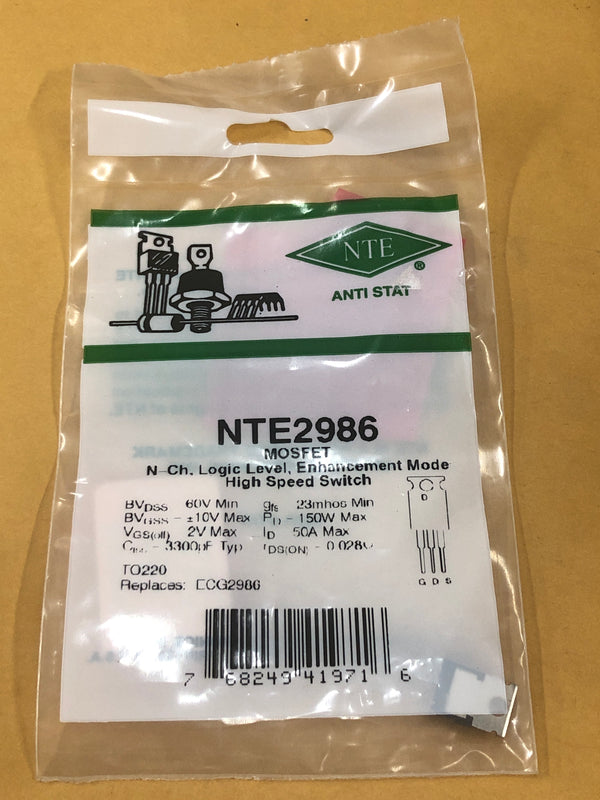 NTE
®
ANTI STAT
NTE2986
MOSFET
N-Ch, Logic Level, Enhancement Mode
High Speed Switch
BVDSS 60V Min gfs 23mhos Min
BVGSS - ±10V Max PD - 150W Max
VGS(off) 2V Max ID 50A Max
Ciss - 3300pF Typ rDS(ON) - 0.028Ω
TO220
Replaces: ECG2986
D
G D S
7 68249 41971 6